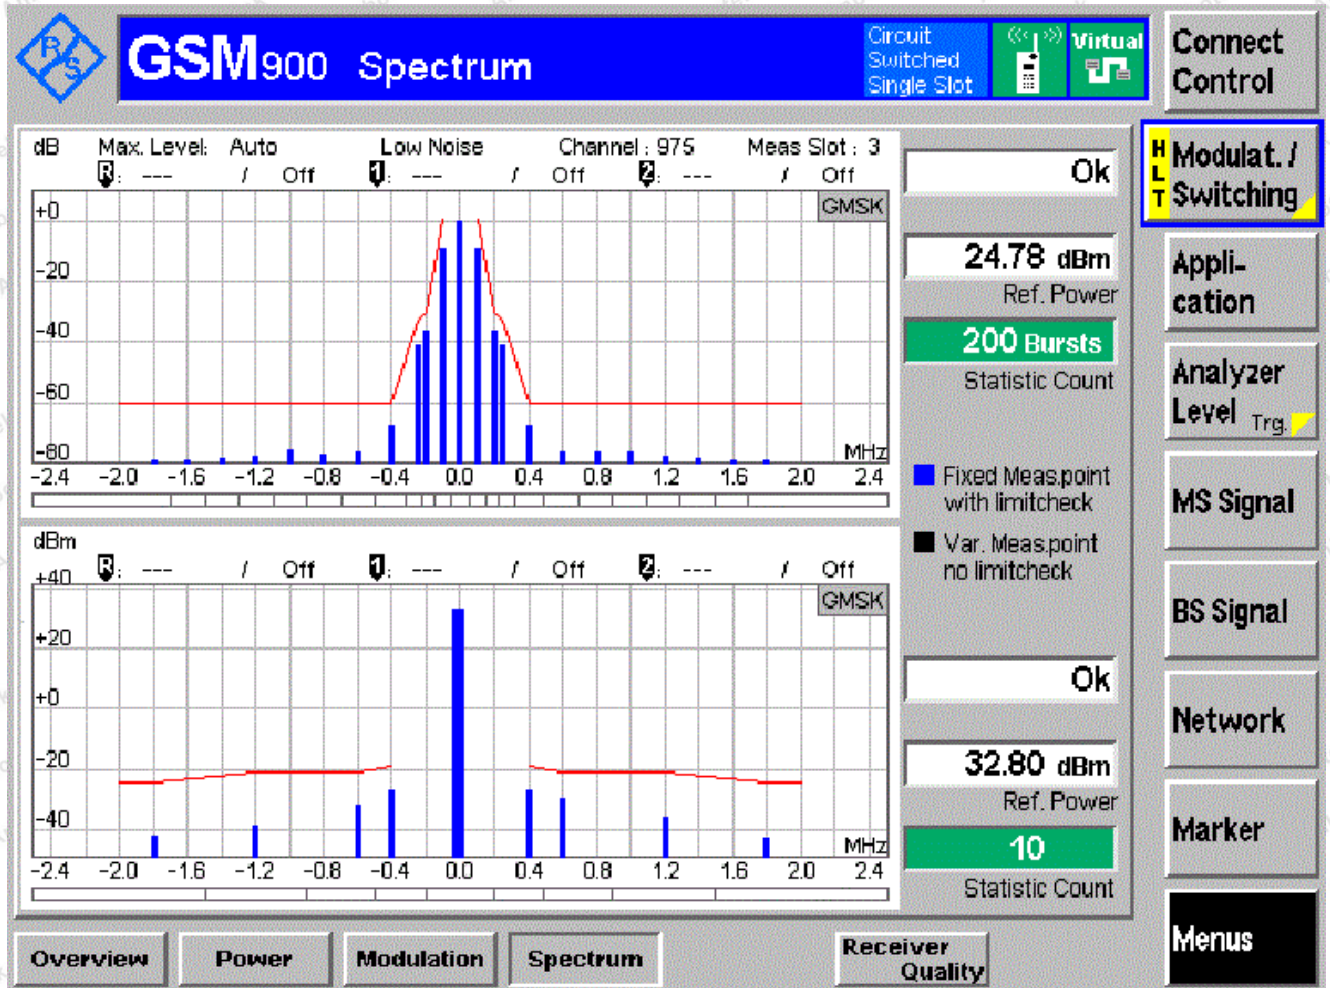 R/S
GSM900 Spectrum
Circuit
Switched
Single Slot
Virtual
Connect
Control
dB Max. Level: Auto Low Noise Channel : 975 Meas Slot : 3
R: --- / Off 1: --- / Off 2: --- / Off
GMSK
+0
-20
-40
-60
-80
MHz
-2.4 -2.0 -1.6 -1.2 -0.8 -0.4 0.0 0.4 0.8 1.2 1.6 2.0 2.4
Ok
24.78 dBm
Ref. Power
200 Bursts
Statistic Count
Fixed Meas.point
with limitcheck
Var. Meas.point
no limitcheck
dBm
R: --- / Off 1: --- / Off 2: --- / Off
GMSK
+40
+20
+0
-20
-40
MHz
-2.4 -2.0 -1.6 -1.2 -0.8 -0.4 0.0 0.4 0.8 1.2 1.6 2.0 2.4
Ok
32.80 dBm
Ref. Power
10
Statistic Count
HLT
Modulat. /
Switching
Appli-
cation
Analyzer
Level Trg.
MS Signal
BS Signal
Network
Marker
Menus
Overview
Power
Modulation
Spectrum
Receiver
Quality